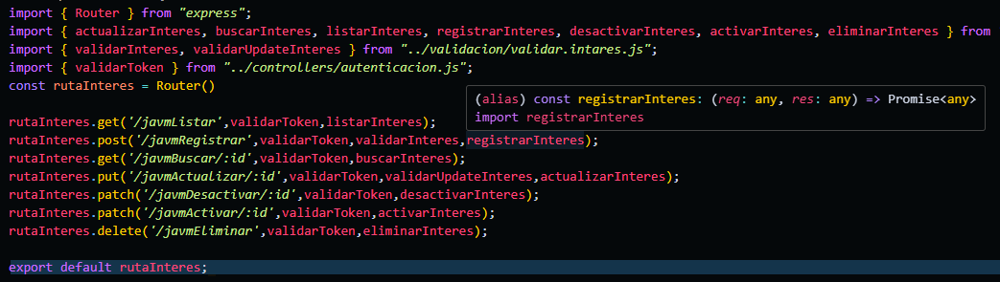 import { Router } from "express";
import { actualizarInteres, buscarInteres, listarInteres, registrarInteres, desactivarInteres, activarInteres, eliminarInteres } from
import { validarInteres, validarUpdateInteres } from "../validacion/validar.intares.js";
import { validarToken } from "../controllers/autenticacion.js";
const rutaInteres = Router()
(alias) const registrarInteres: (req: any, res: any) => Promise<any>
import registrarInteres
rutaInteres.get('/javmListar',validarToken,listarInteres);
rutaInteres.post('/javmRegistrar',validarToken,validarInteres,registrarInteres);
rutaInteres.get('/javmBuscar/:id',validarToken,buscarInteres);
rutaInteres.put('/javmActualizar/:id',validarToken,validarUpdateInteres,actualizarInteres);
rutaInteres.patch('/javmDesactivar/:id',validarToken,desactivarInteres);
rutaInteres.patch('/javmActivar/:id',validarToken,activarInteres);
rutaInteres.delete('/javmEliminar',validarToken,eliminarInteres);
export default rutaInteres;